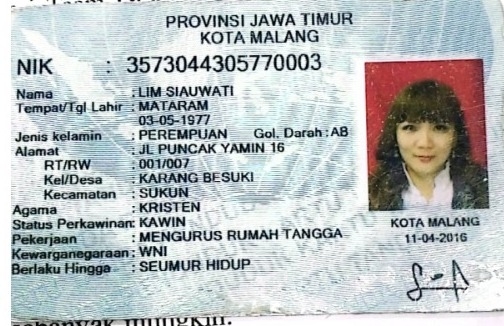 PROVINSI JAWA TIMUR
KOTA MALANG
NIK : 3573044305770003
Nama : LIM SIAUWATI
Tempat/Tgl Lahir : MATARAM
03-05-1977
Jenis kelamin : PEREMPUAN Gol. Darah : AB
Alamat : JL PUNCAK YAMIN 16
RT/RW : 001/007
Kel/Desa : KARANG BESUKI
Kecamatan : SUKUN
Agama : KRISTEN
Status Perkawinan: KAWIN
Pekerjaan : MENGURUS RUMAH TANGGA
Kewarganegaraan : WNI
Berlaku Hingga : SEUMUR HIDUP
KOTA MALANG
11-04-2016
sebanyak mungkin.